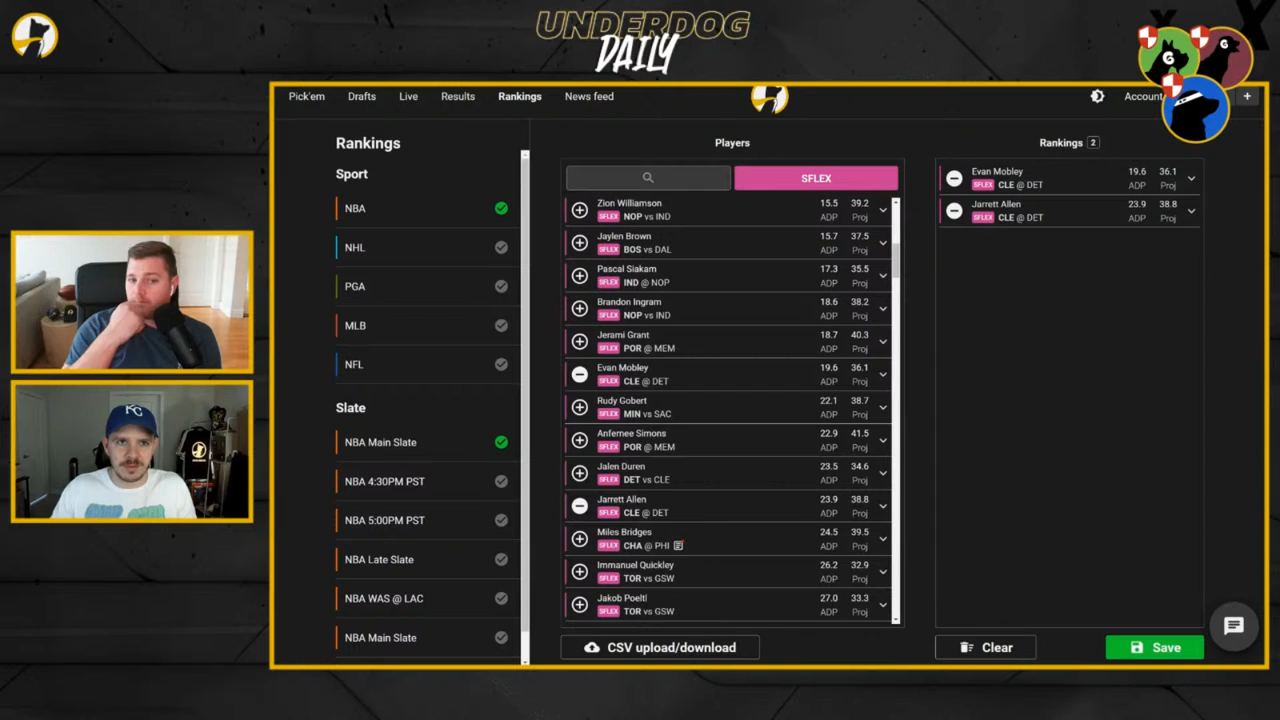 UNDERDOG
DAILY
G
G
Pick'em Drafts Live Results Rankings News feed Account +
Rankings
Sport
NBA
NHL
PGA
MLB
NFL
Slate
NBA Main Slate
NBA 4:30PM PST
NBA 5:00PM PST
NBA Late Slate
NBA WAS @ LAC
NBA Main Slate
Players
SFLEX
Zion Williamson 15.5 39.2
SFLEX NOP vs IND ADP Proj
Jaylen Brown 15.7 37.5
SFLEX BOS vs DAL ADP Proj
Pascal Siakam 17.3 35.5
SFLEX IND @ NOP ADP Proj
Brandon Ingram 18.6 38.2
SFLEX NOP vs IND ADP Proj
Jerami Grant 18.7 40.3
SFLEX POR @ MEM ADP Proj
Evan Mobley 19.6 36.1
SFLEX CLE @ DET ADP Proj
Rudy Gobert 22.1 38.7
SFLEX MIN vs SAC ADP Proj
Anfernee Simons 22.9 41.5
SFLEX POR @ MEM ADP Proj
Jalen Duren 23.5 34.6
SFLEX DET vs CLE ADP Proj
Jarrett Allen 23.9 38.8
SFLEX CLE @ DET ADP Proj
Miles Bridges 24.5 39.5
SFLEX CHA @ PHI ADP Proj
Immanuel Quickley 26.2 32.9
SFLEX TOR vs GSW ADP Proj
Jakob Poeltl 27.0 33.3
SFLEX TOR vs GSW ADP Proj
CSV upload/download
Rankings 2
Evan Mobley 19.6 36.1
SFLEX CLE @ DET ADP Proj
Jarrett Allen 23.9 38.8
SFLEX CLE @ DET ADP Proj
Clear
Save
KC